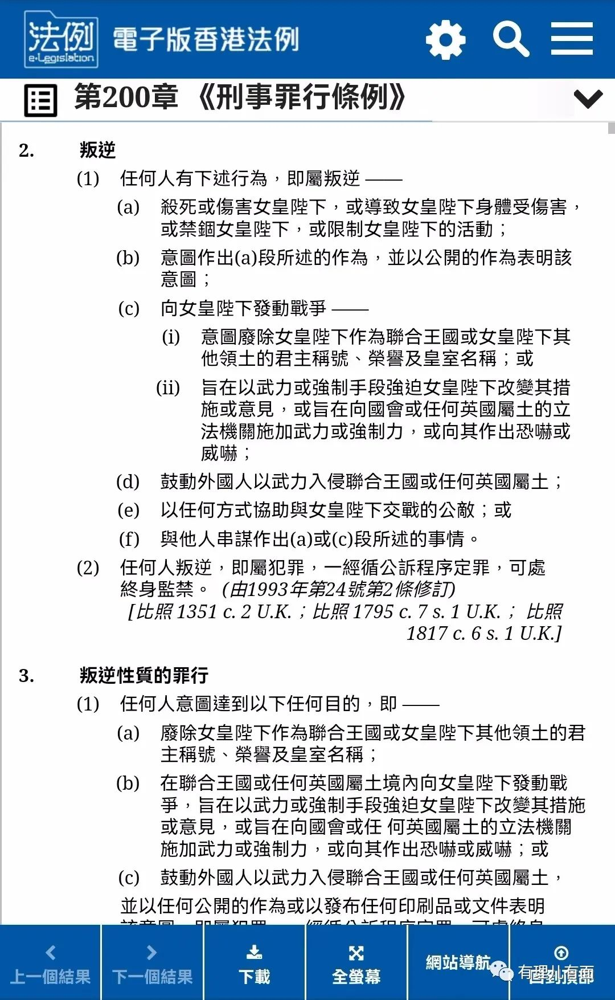 法例
e-Legislation
電子版香港法例
第200章 《刑事罪行條例》
2. 叛逆
(1) 任何人有下述行為，即屬叛逆 ——
(a) 殺死或傷害女皇陛下，或導致女皇陛下身體受傷害，
或禁錮女皇陛下，或限制女皇陛下的活動；
(b) 意圖作出(a)段所述的作為，並以公開的作為表明該
意圖；
(c) 向女皇陛下發動戰爭 ——
(i) 意圖廢除女皇陛下作為聯合王國或女皇陛下其
他領土的君主稱號、榮譽及皇室名稱；或
(ii) 旨在以武力或強制手段強迫女皇陛下改變其措
施或意見，或旨在向國會或任何英國屬土的立
法機關施加武力或強制力，或向其作出恐嚇或
威嚇；
(d) 鼓動外國人以武力入侵聯合王國或任何英國屬土；
(e) 以任何方式協助與女皇陛下交戰的公敵；或
(f) 與他人串謀作出(a)或(c)段所述的事情。
(2) 任何人叛逆，即屬犯罪，一經循公訴程序定罪，可處
終身監禁。 (由1993年第24號第2條修訂)
[比照 1351 c. 2 U.K.；比照 1795 c. 7 s. 1 U.K.； 比照
1817 c. 6 s. 1 U.K.]
3. 叛逆性質的罪行
(1) 任何人意圖達到以下任何目的，即 ——
(a) 廢除女皇陛下作為聯合王國或女皇陛下其他領土的君
主稱號、榮譽及皇室名稱；
(b) 在聯合王國或任何英國屬土境內向女皇陛下發動戰
爭，旨在以武力或強制手段強迫女皇陛下改變其措施
或意見，或旨在向國會或任 何英國屬土的立法機關
施加武力或強制力，或向其作出恐嚇或威嚇；或
(c) 鼓動外國人以武力入侵聯合王國或任何英國屬土，
並以任何公開的作為或以發布任何印刷品或文件表明
該意圖，即屬犯罪，一經循公訴程序定罪，可處終身
上一個結果
下一個結果
下載
全螢幕
網站導航
回到頂部
有理儿有面